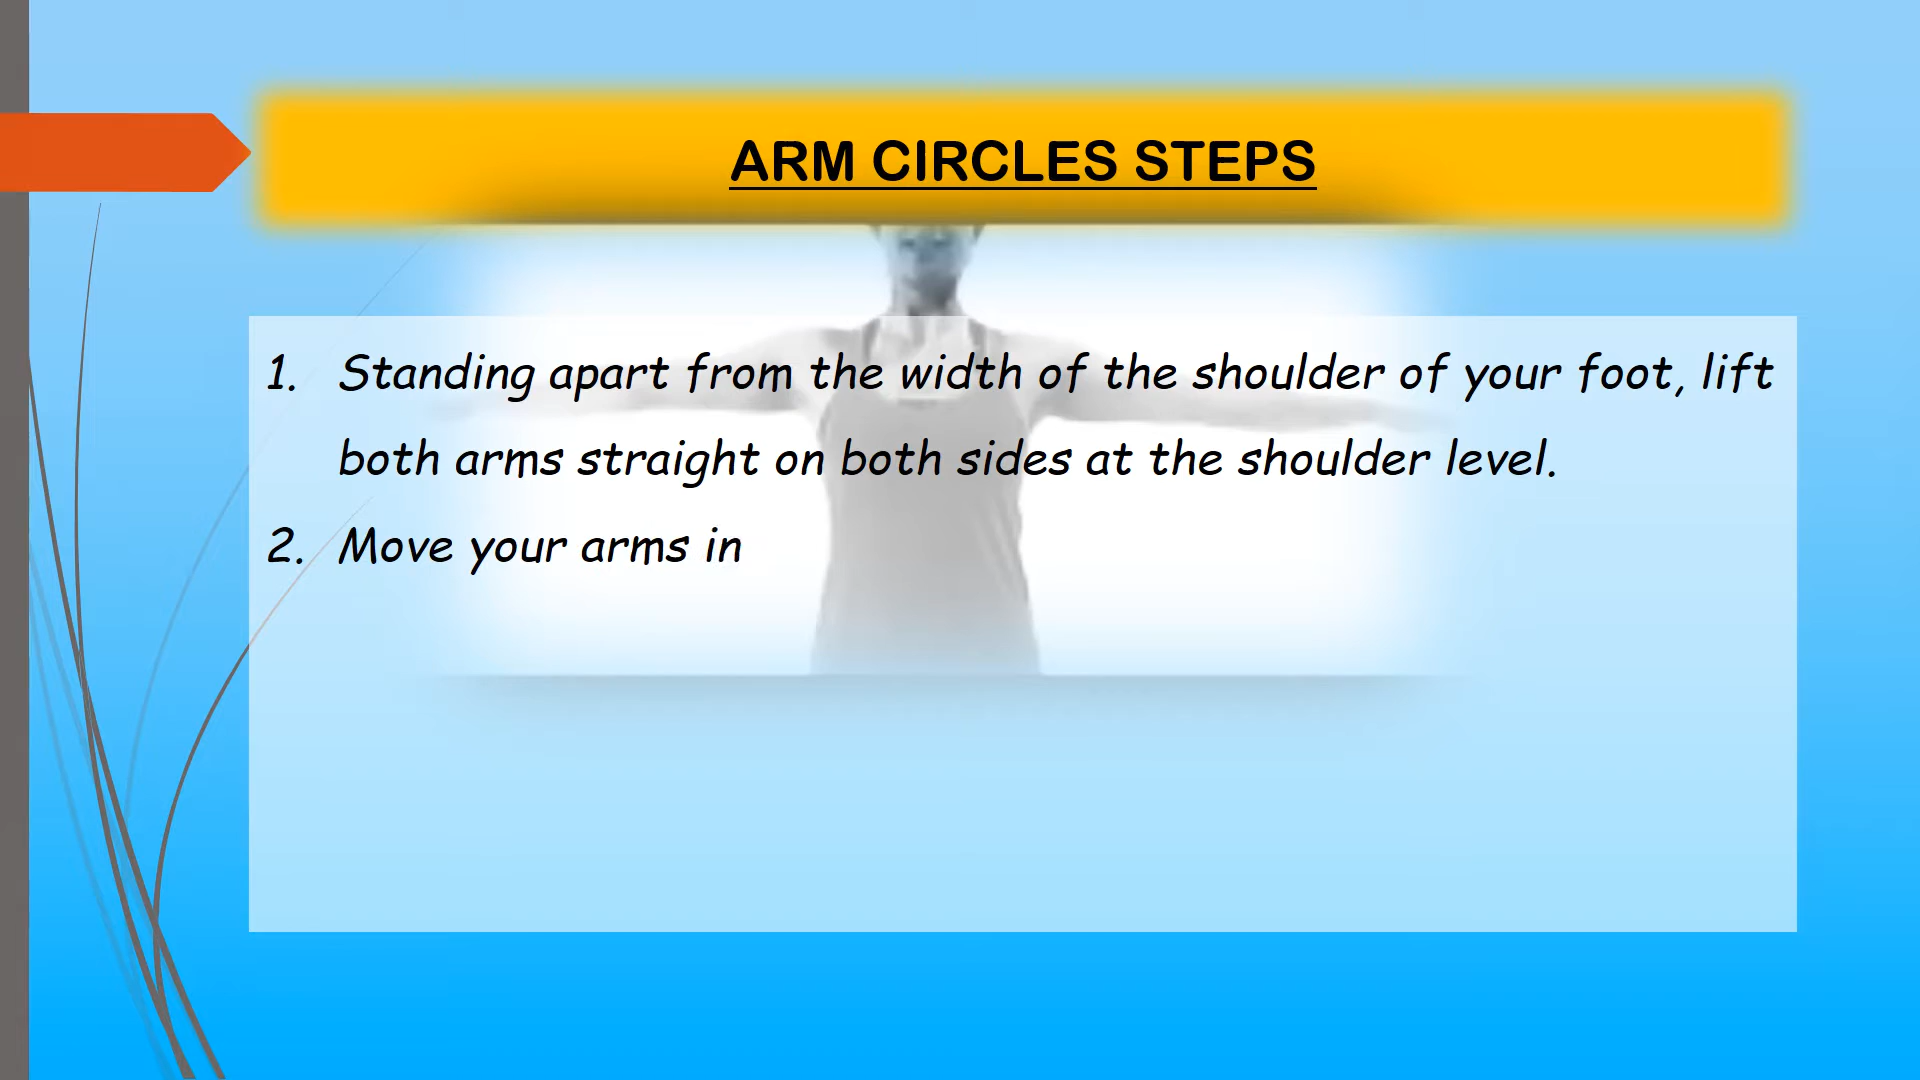 ARM CIRCLES STEPS
1. Standing apart from the width of the shoulder of your foot, lift
both arms straight on both sides at the shoulder level.
2. Move your arms in